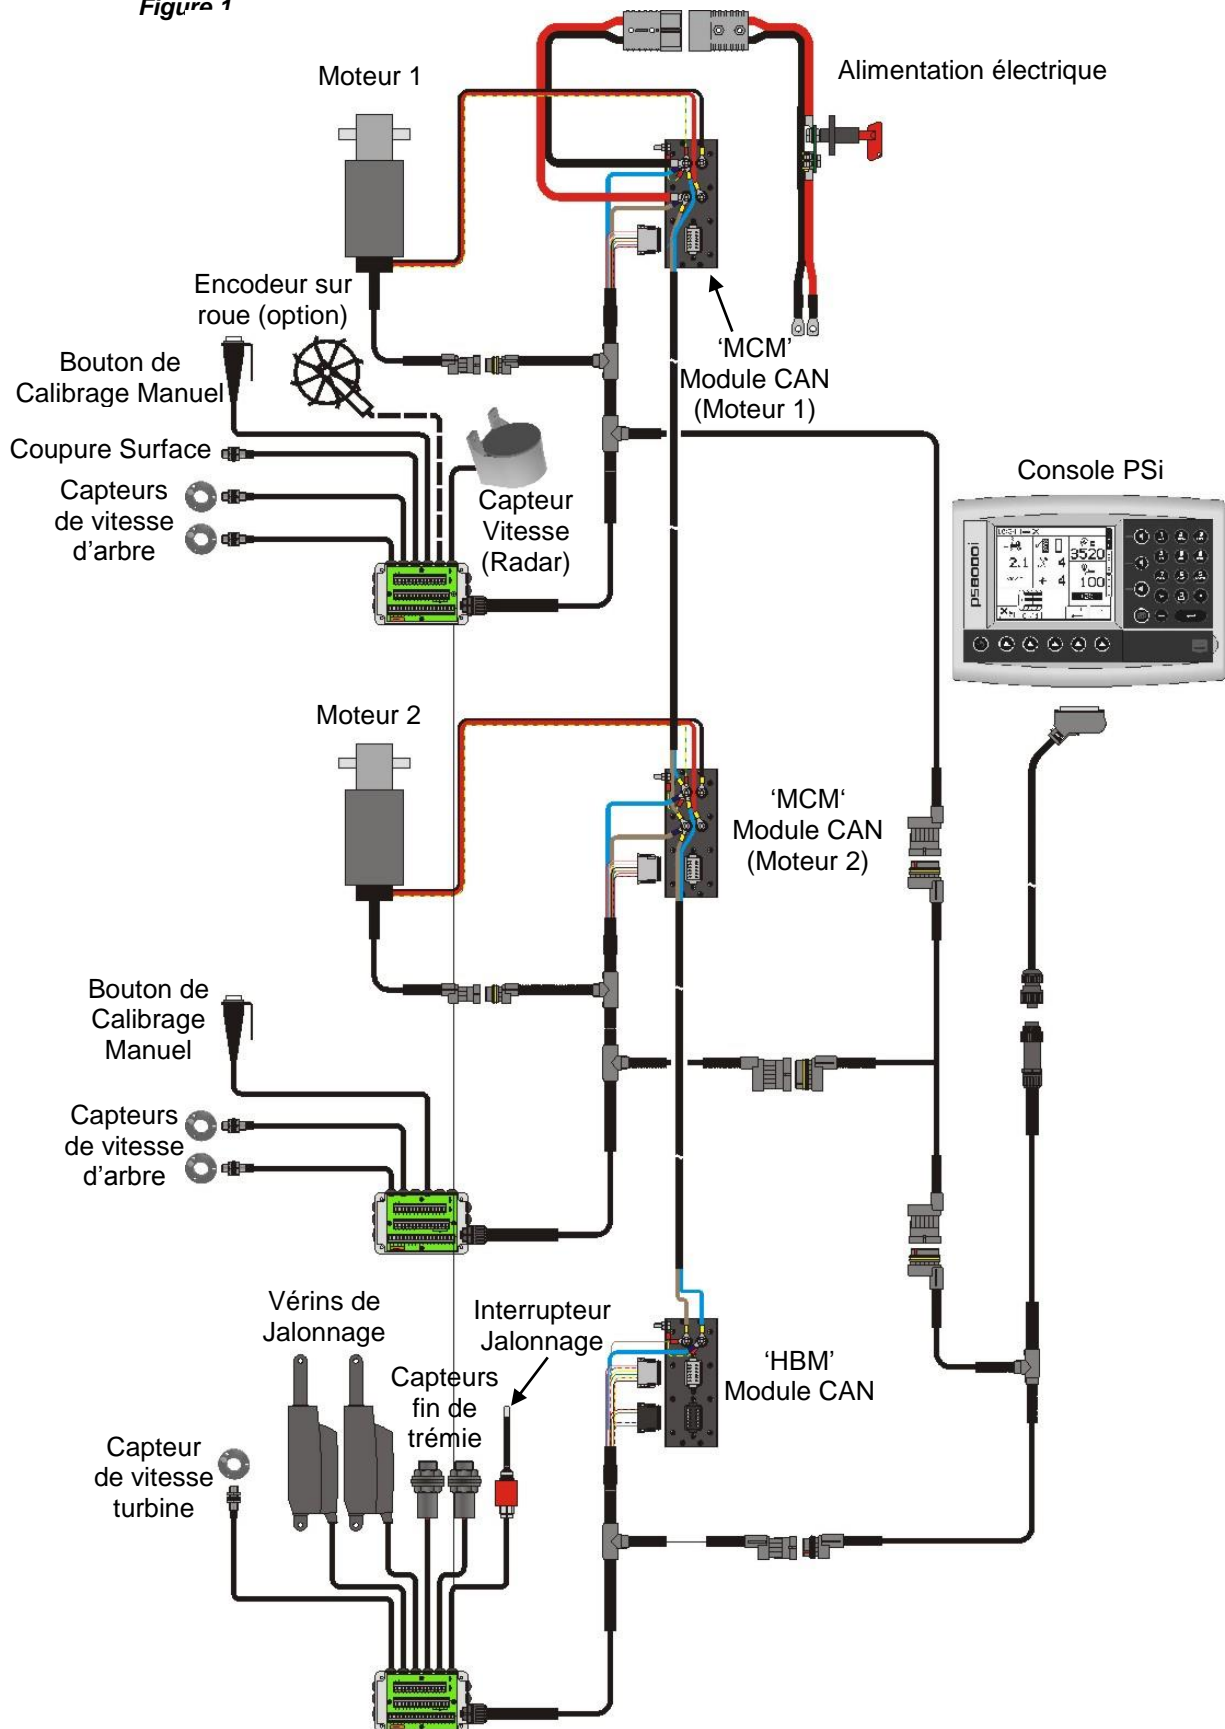 Figure 1
Moteur 1
Alimentation électrique
Encodeur sur
roue (option)
‘MCM’
Module CAN
(Moteur 1)
Bouton de
Calibrage Manuel
Coupure Surface
Capteurs
de vitesse
d’arbre
Capteur
Vitesse
(Radar)
Console PSi
ps8000i
2.1
4
3520
4
100
Moteur 2
‘MCM‘
Module CAN
(Moteur 2)
Bouton de
Calibrage
Manuel
Capteurs
de vitesse
d’arbre
Vérins de
Jalonnage
Interrupteur
Jalonnage
Capteurs
fin de
trémie
‘HBM’
Module CAN
Capteur
de vitesse
turbine